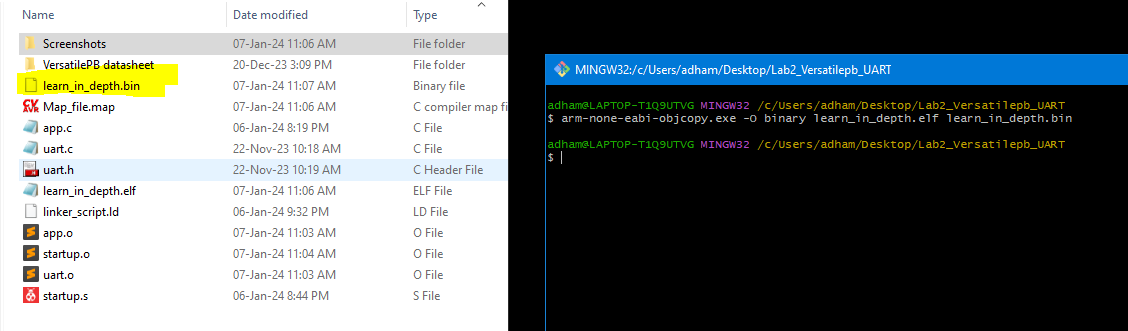 Name Date modified Type
Screenshots 07-Jan-24 11:06 AM File folder
VersatilePB datasheet 20-Dec-23 3:09 PM File folder
learn_in_depth.bin 07-Jan-24 11:07 AM Binary file
Map_file.map 07-Jan-24 11:06 AM C compiler map fi
app.c 06-Jan-24 8:19 PM C File
uart.c 22-Nov-23 10:18 AM C File
uart.h 22-Nov-23 10:19 AM C Header File
learn_in_depth.elf 07-Jan-24 11:06 AM ELF File
linker_script.ld 06-Jan-24 9:32 PM LD File
app.o 07-Jan-24 11:03 AM O File
startup.o 07-Jan-24 11:04 AM O File
uart.o 07-Jan-24 11:03 AM O File
startup.s 06-Jan-24 8:44 PM S File
MINGW32:/c/Users/adham/Desktop/Lab2_Versatilepb_UART
adham@LAPTOP-T1Q9UTVG MINGW32 /c/Users/adham/Desktop/Lab2_Versatilepb_UART
$ arm-none-eabi-objcopy.exe -O binary learn_in_depth.elf learn_in_depth.bin
adham@LAPTOP-T1Q9UTVG MINGW32 /c/Users/adham/Desktop/Lab2_Versatilepb_UART
$